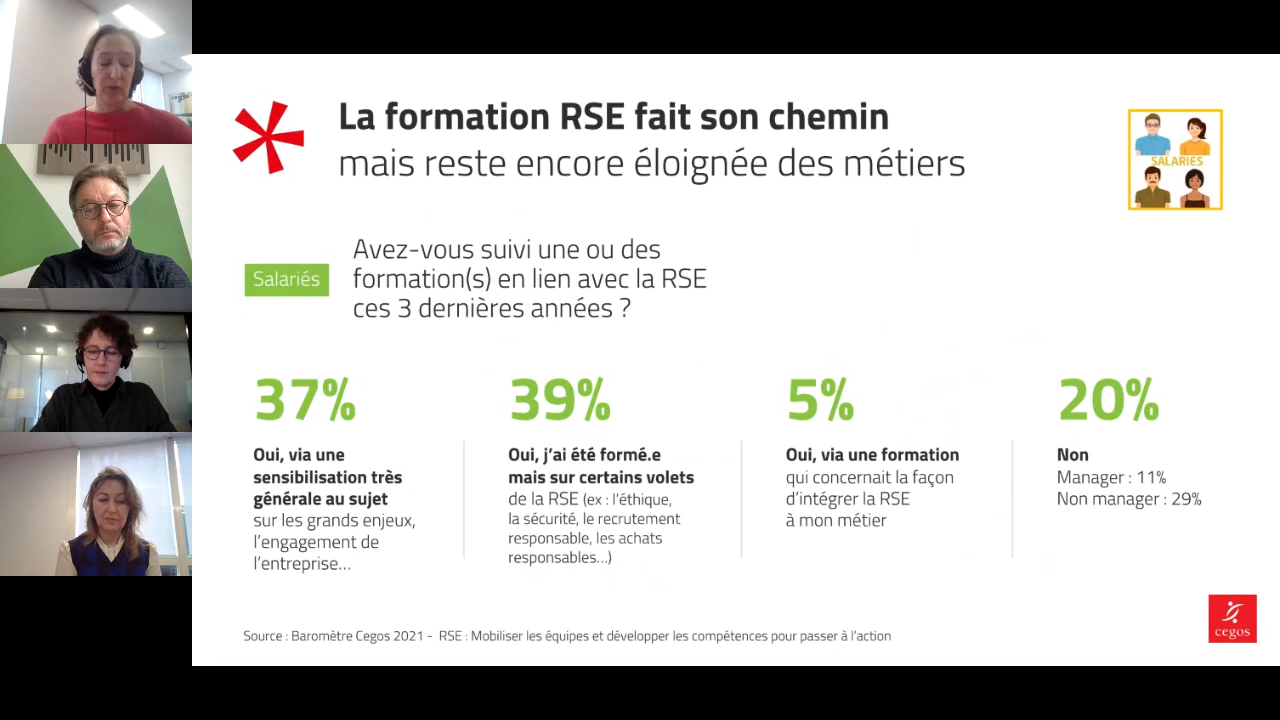 La formation RSE fait son chemin
mais reste encore éloignée des métiers
SALARIES
Salariés
Avez-vous suivi une ou des
formation(s) en lien avec la RSE
ces 3 dernières années ?
37%
Oui, via une
sensibilisation très
générale au sujet
sur les grands enjeux,
l’engagement de
l’entreprise...
39%
Oui, j’ai été formé.e
mais sur certains volets
de la RSE (ex : l’éthique,
la sécurité, le recrutement
responsable, les achats
responsables...)
5%
Oui, via une formation
qui concernait la façon
d’intégrer la RSE
à mon métier
20%
Non
Manager : 11%
Non manager : 29%
Source : Baromètre Cegos 2021 - RSE : Mobiliser les équipes et développer les compétences pour passer à l’action
cegos
cegos